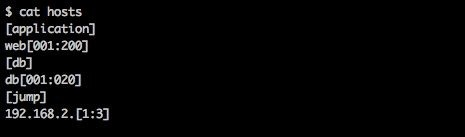 $ cat hosts
[application]
web[001:200]
[db]
db[001:020]
[jump]
192.168.2.[1:3]